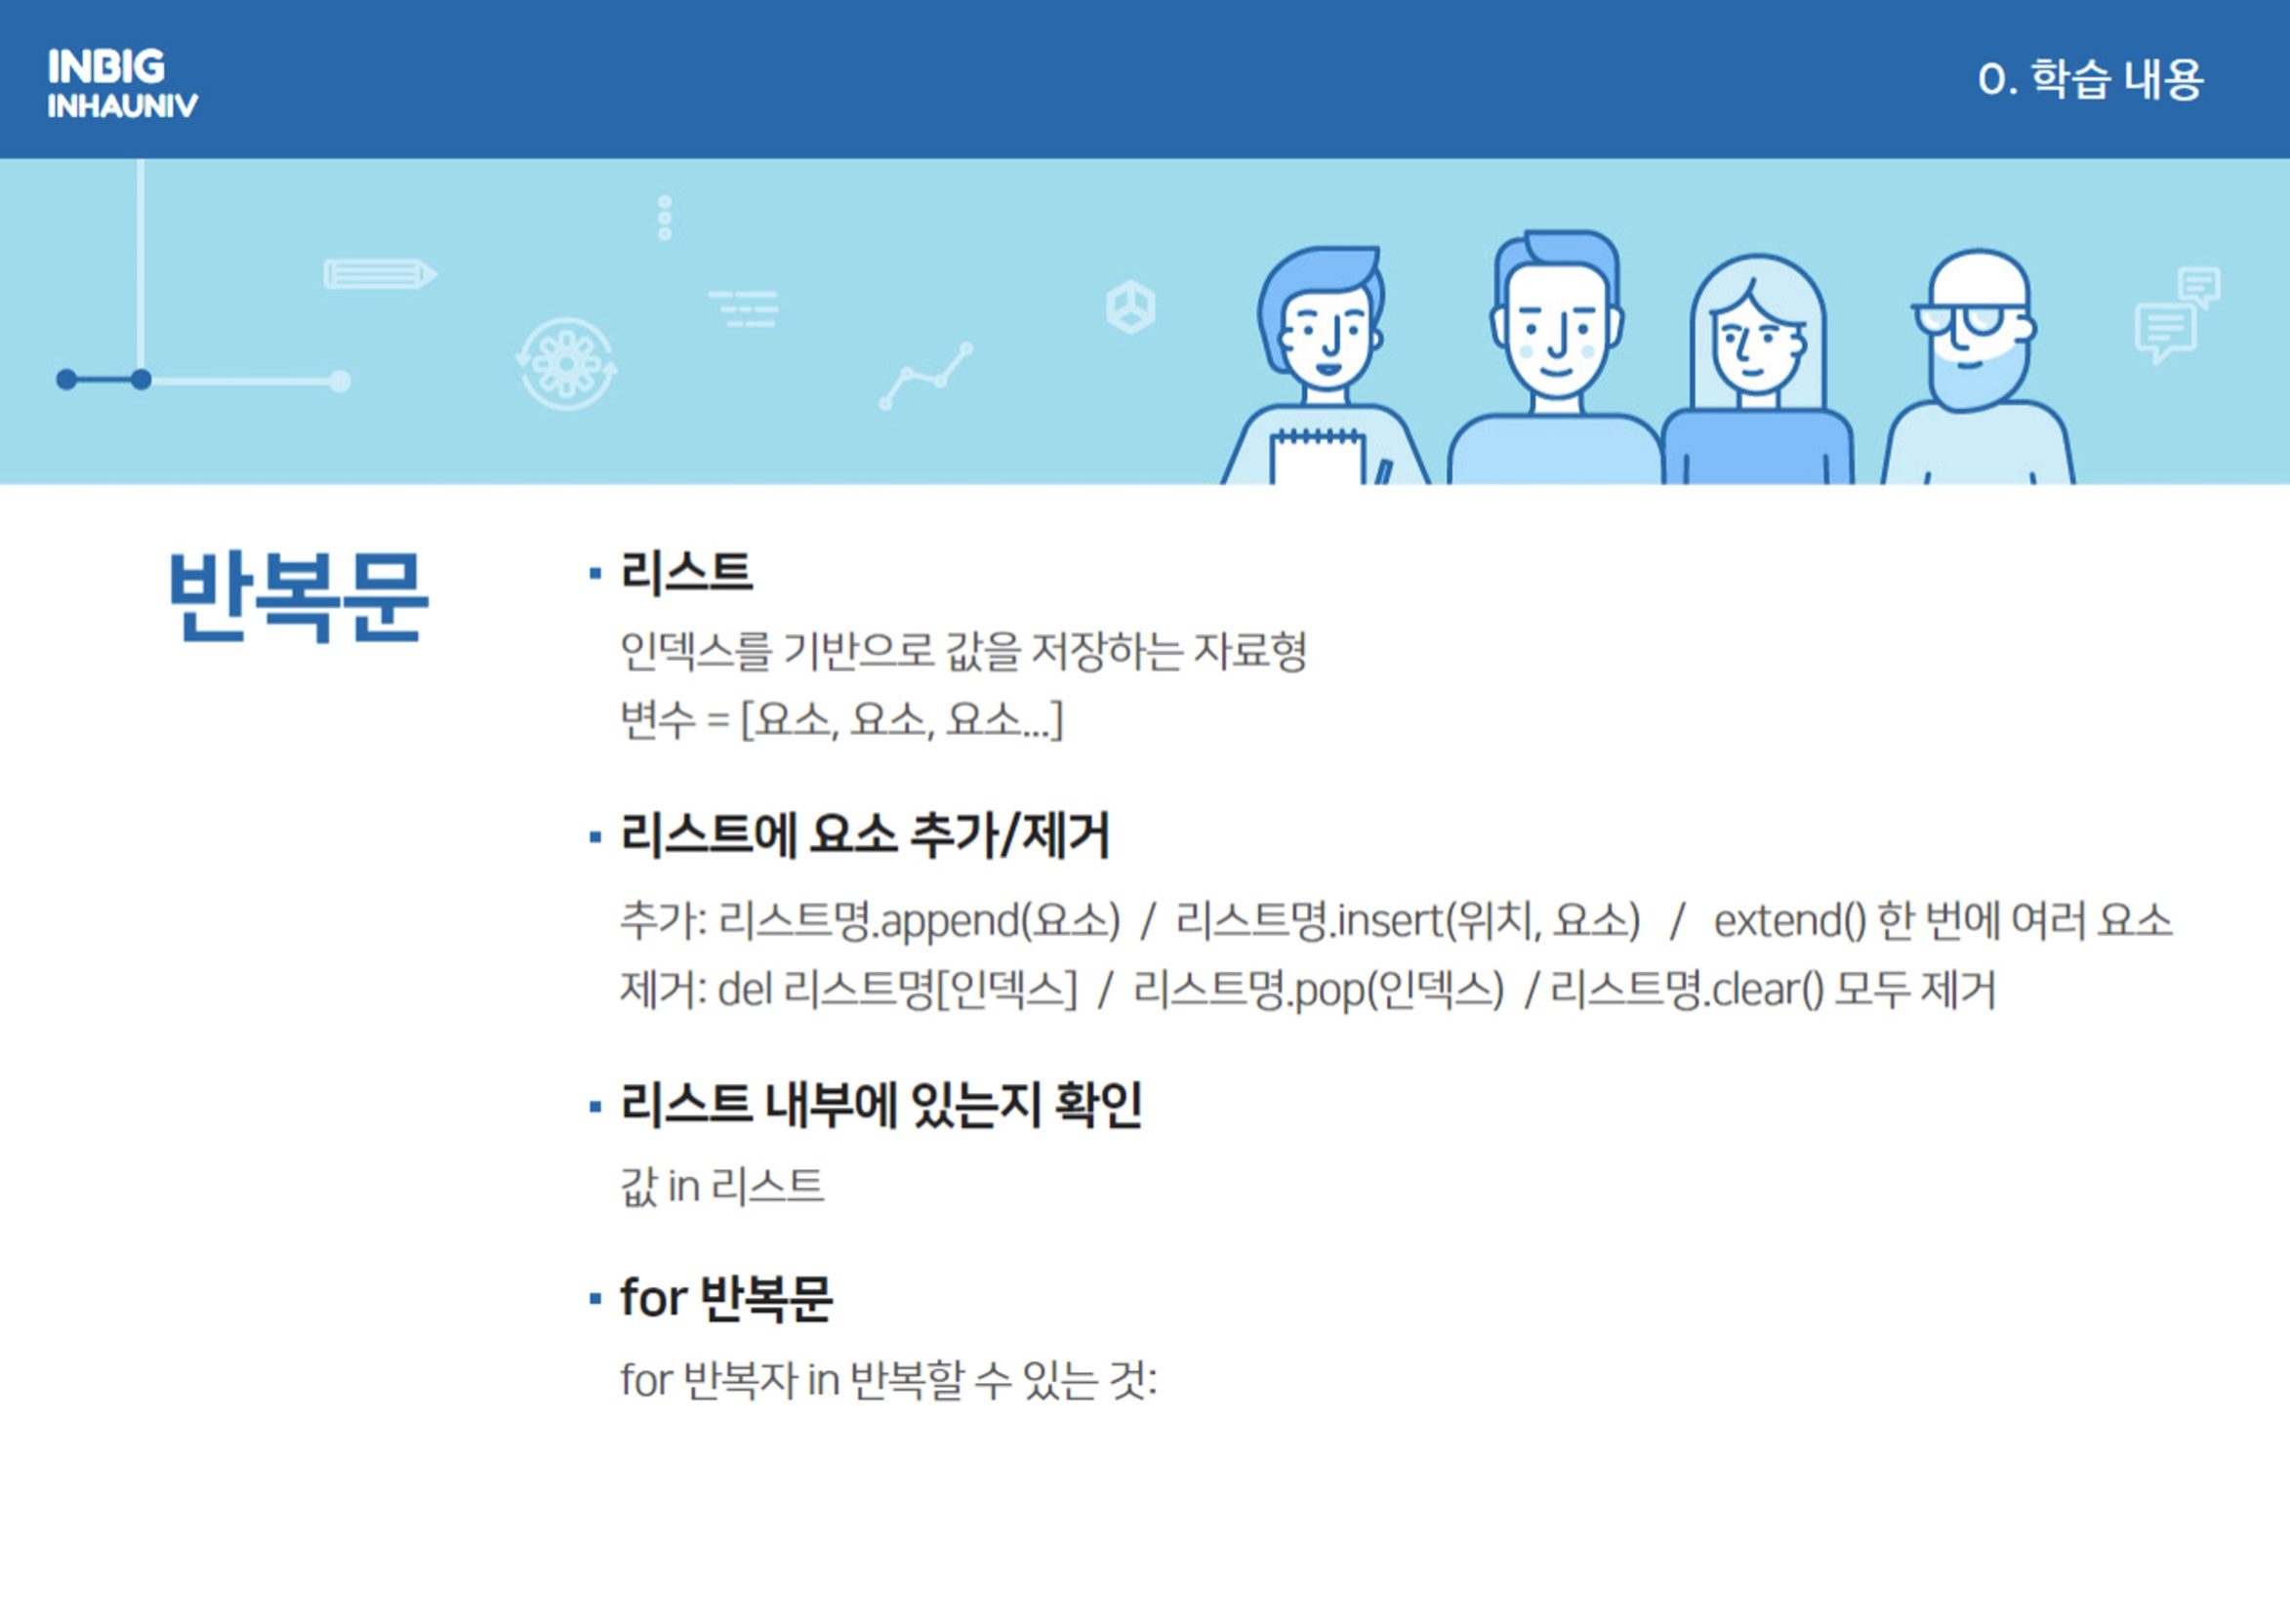 INBIG
INHAUNIV
0. 학습 내용
반복문
▪ 리스트
인덱스를 기반으로 값을 저장하는 자료형
변수 = [요소, 요소, 요소...]
▪ 리스트에 요소 추가/제거
추가: 리스트명.append(요소) / 리스트명.insert(위치, 요소) / extend() 한 번에 여러 요소
제거: del 리스트명[인덱스] / 리스트명.pop(인덱스) / 리스트명.clear() 모두 제거
▪ 리스트 내부에 있는지 확인
값 in 리스트
▪ for 반복문
for 반복자 in 반복할 수 있는 것: